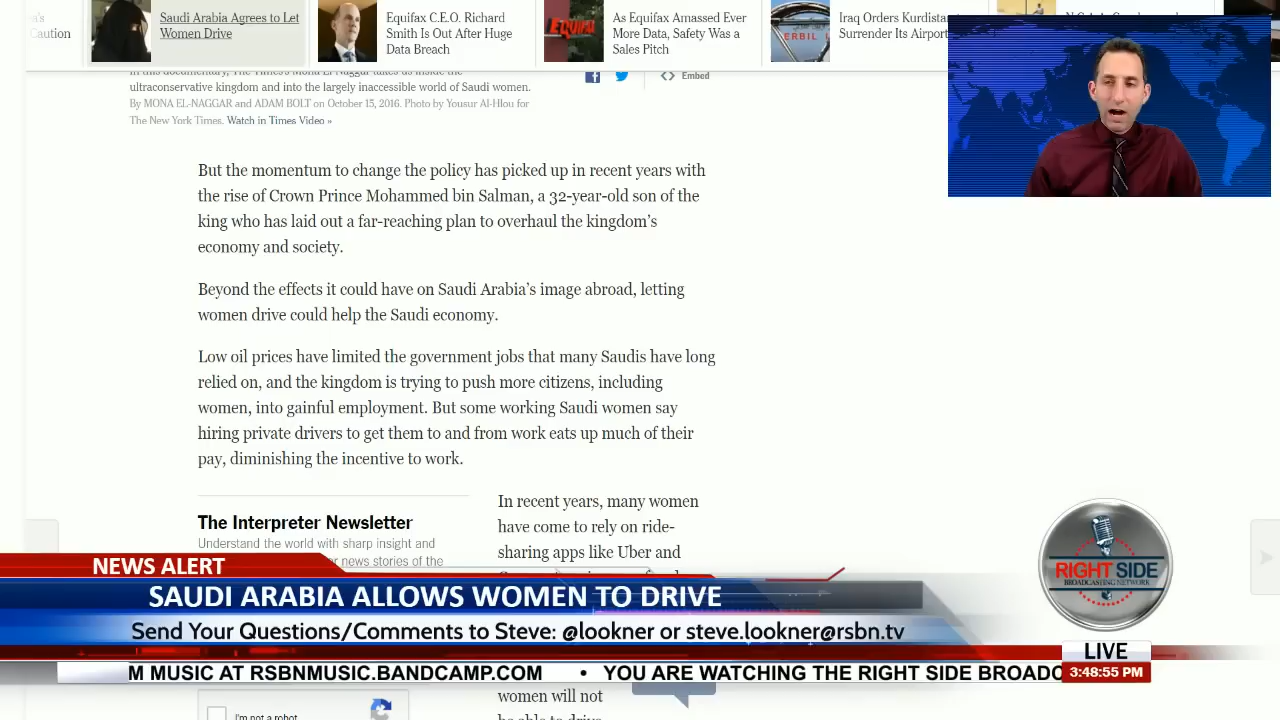 Caution
Saudi Arabia Agrees to Let
Women Drive
Equifax C.E.O. Richard
Smith Is Out After Huge
Data Breach
As Equifax Amassed Ever
More Data, Safety Was a
Sales Pitch
Iraq Orders Kurdistan
Surrender Its Airport
ultraconservative kingdom and into the largely inaccessible world of Saudi women.
By MONA EL-NAGGAR and October 15, 2016. Photo by Yousur Al-Hlou for
The New York Times. Watch in Times Video »
Embed
But the momentum to change the policy has picked up in recent years with
the rise of Crown Prince Mohammed bin Salman, a 32-year-old son of the
king who has laid out a far-reaching plan to overhaul the kingdom's
economy and society.
Beyond the effects it could have on Saudi Arabia's image abroad, letting
women drive could help the Saudi economy.
Low oil prices have limited the government jobs that many Saudis have long
relied on, and the kingdom is trying to push more citizens, including
women, into gainful employment. But some working Saudi women say
hiring private drivers to get them to and from work eats up much of their
pay, diminishing the incentive to work.
The Interpreter Newsletter
Understand the world with sharp insight and
news stories of the
In recent years, many women
have come to rely on ride-
sharing apps like Uber and
NEWS ALERT
SAUDI ARABIA ALLOWS WOMEN TO DRIVE
Send Your Questions/Comments to Steve: @lookner or steve.lookner@rsbn.tv
RIGHT SIDE
BROADCASTING NETWORK
LIVE
3:48:55 PM
M MUSIC AT RSBNMUSIC.BANDCAMP.COM • YOU ARE WATCHING THE RIGHT SIDE BROADC
women will not
be able to drive
I'm not a robot